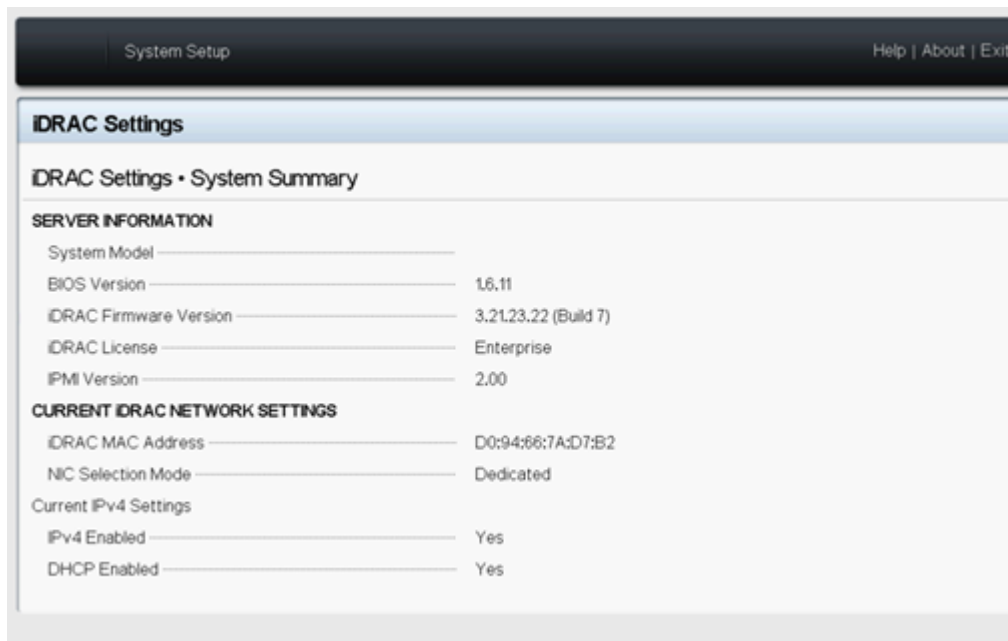 System Setup
Help | About | Exit
iDRAC Settings
iDRAC Settings • System Summary
SERVER INFORMATION
System Model
BIOS Version 1.6.11
iDRAC Firmware Version 3.21.23.22 (Build 7)
iDRAC License Enterprise
IPMI Version 2.00
CURRENT iDRAC NETWORK SETTINGS
iDRAC MAC Address D0:94:66:7A:D7:B2
NIC Selection Mode Dedicated
Current IPv4 Settings
IPv4 Enabled Yes
DHCP Enabled Yes